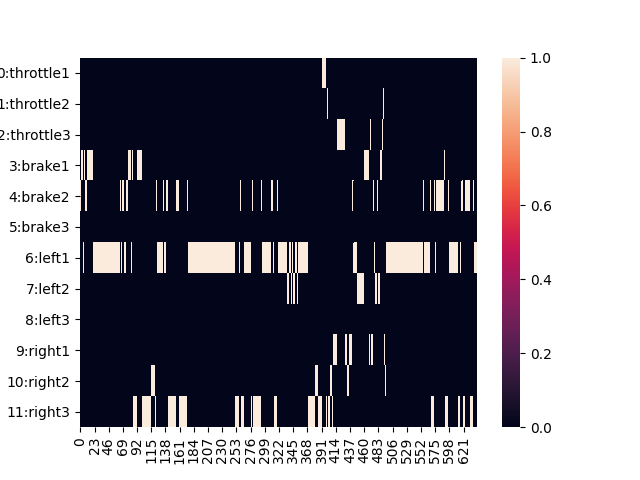 0:throttle1
1:throttle2
2:throttle3
3:brake1
4:brake2
5:brake3
6:left1
7:left2
8:left3
9:right1
10:right2
11:right3
0 23 46 69 92 115 138 161 184 207 230 253 276 299 322 345 368 391 414 437 460 483 506 529 552 575 598 621
1.0
0.8
0.6
0.4
0.2
0.0